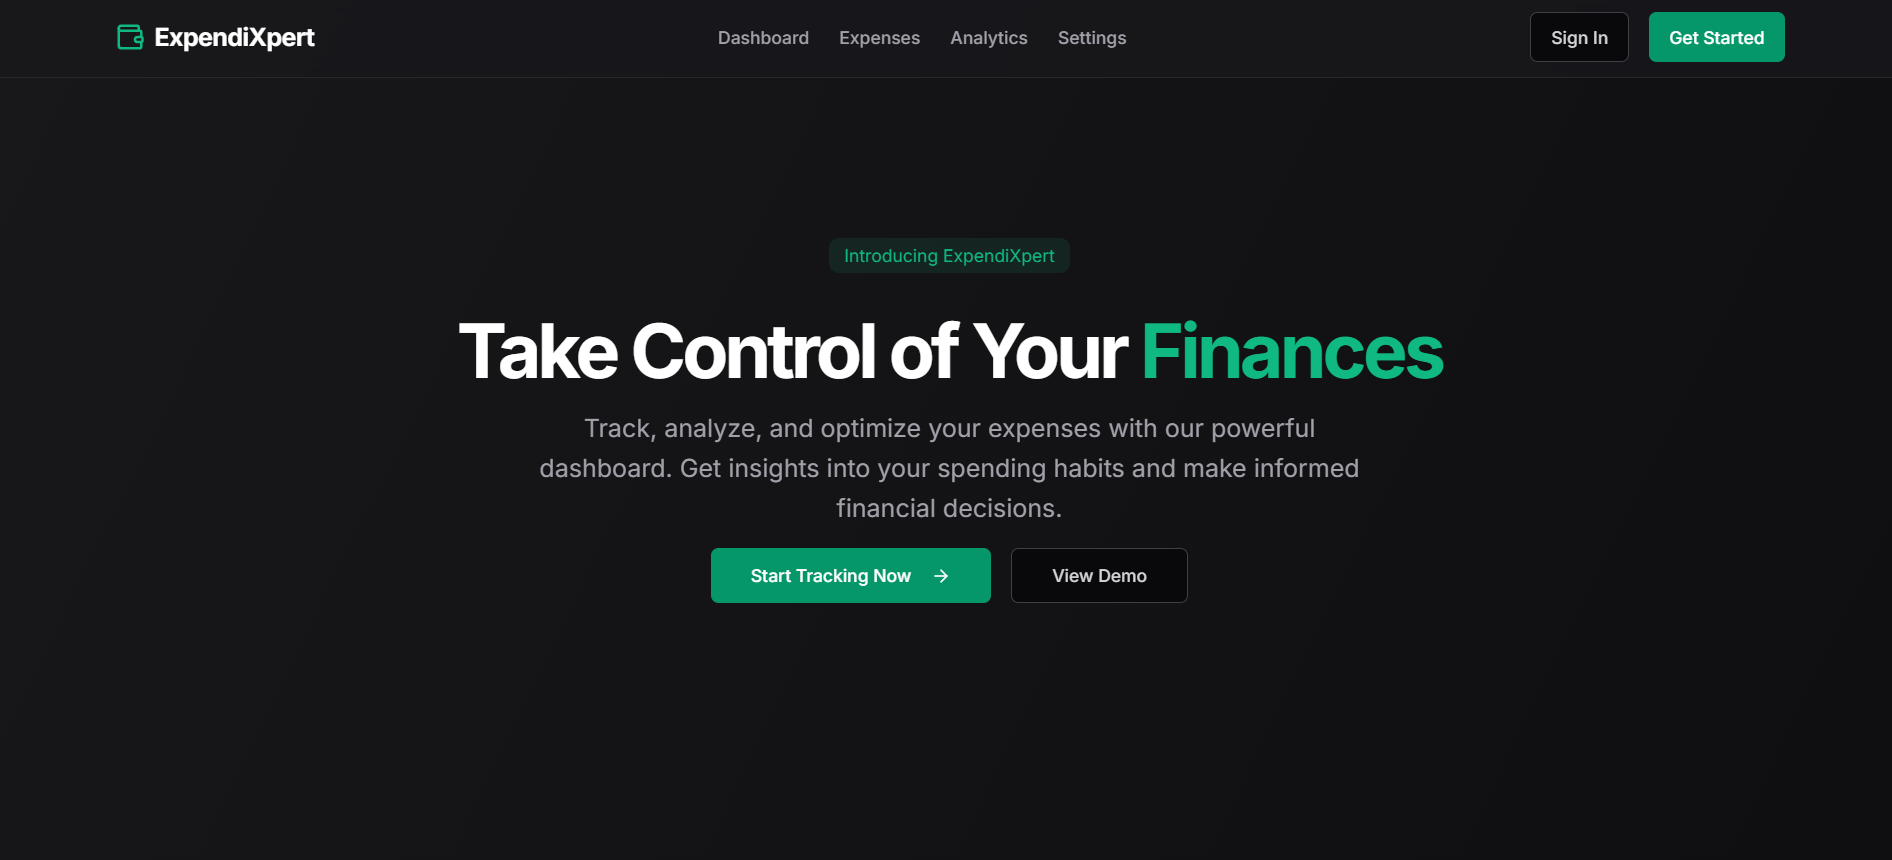 ExpendiXpert
Dashboard Expenses Analytics Settings
Sign In
Get Started
Introducing ExpendiXpert
Take Control of Your Finances
Track, analyze, and optimize your expenses with our powerful
dashboard. Get insights into your spending habits and make informed
financial decisions.
Start Tracking Now →
View Demo